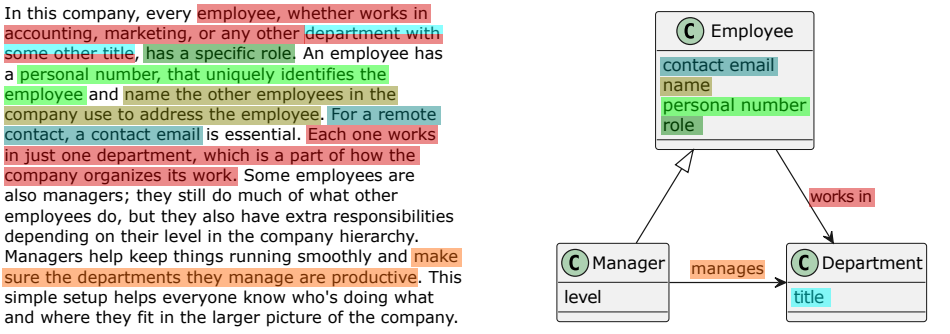 In this company, every employee, whether works in
accounting, marketing, or any other department with
some other title, has a specific role. An employee has
a personal number, that uniquely identifies the
employee and name the other employees in the
company use to address the employee. For a remote
contact, a contact email is essential. Each one works
in just one department, which is a part of how the
company organizes its work. Some employees are
also managers; they still do much of what other
employees do, but they also have extra responsibilities
depending on their level in the company hierarchy.
Managers help keep things running smoothly and make
sure the departments they manage are productive. This
simple setup helps everyone know who's doing what
and where they fit in the larger picture of the company.
C Employee
contact email
name
personal number
role
works in
C Manager
level
manages
C Department
title